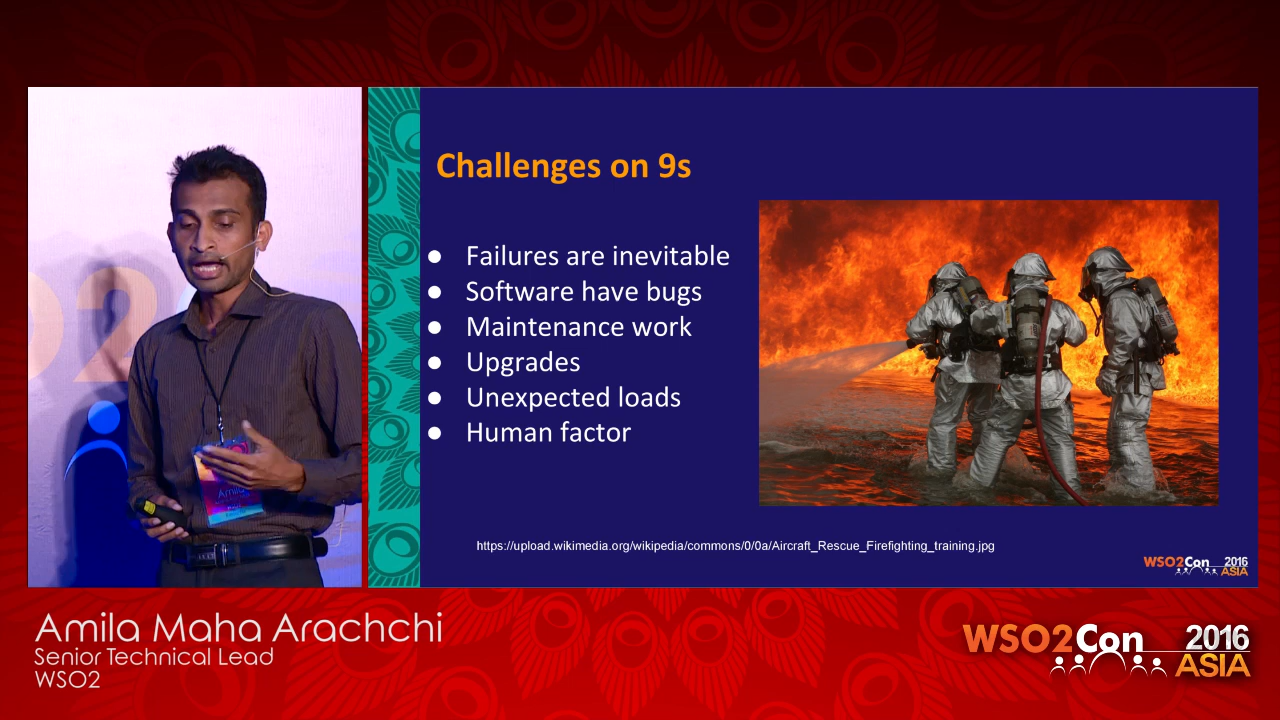 Challenges on 9s
● Failures are inevitable
● Software have bugs
● Maintenance work
● Upgrades
● Unexpected loads
● Human factor
https://upload.wikimedia.org/wikipedia/commons/0/0a/Aircraft_Rescue_Firefighting_training.jpg
WSO2Con 2016
ASIA
O2
Amila
Amila Maha Arachchi
Senior Technical Lead
WSO2
WSO2Con 2016
ASIA